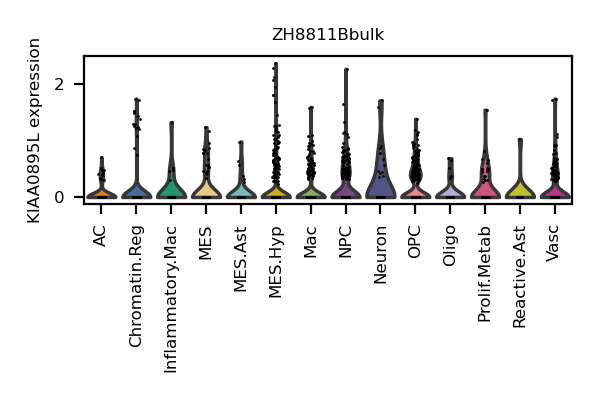 ZH8811Bbulk
KIAA0895L expression
2
0
AC
Chromatin.Reg
Inflammatory.Mac
MES
MES.Ast
MES.Hyp
Mac
NPC
Neuron
OPC
Oligo
Prolif.Metab
Reactive.Ast
Vasc